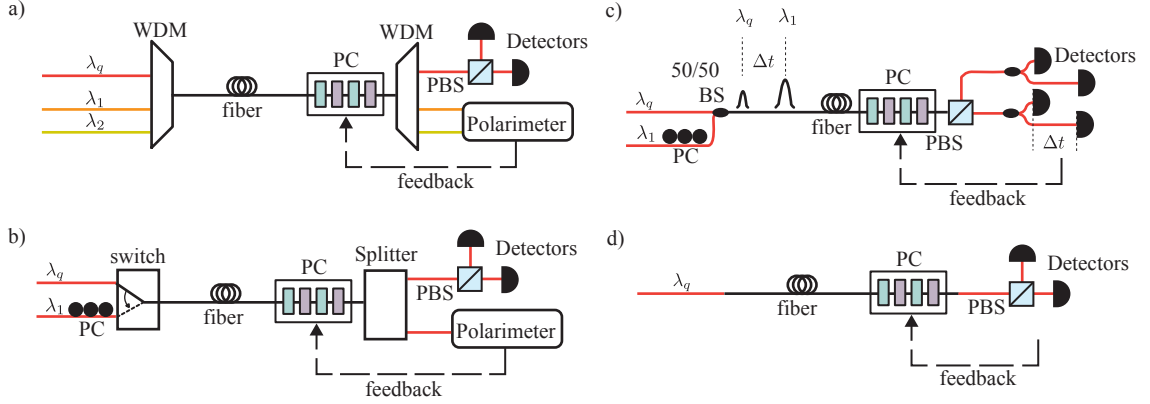 a)
WDM
WDM
Detectors
λq
PC
PBS
λ1
fiber
λ2
Polarimeter
feedback
b)
switch
Splitter
Detectors
λq
PC
PBS
λ1
PC
fiber
Polarimeter
feedback
c)
λq
λ1
Δt
50/50
BS
PC
Detectors
λq
λ1
PC
fiber
PBS
Δt
feedback
d)
PC
Detectors
λq
fiber
PBS
feedback